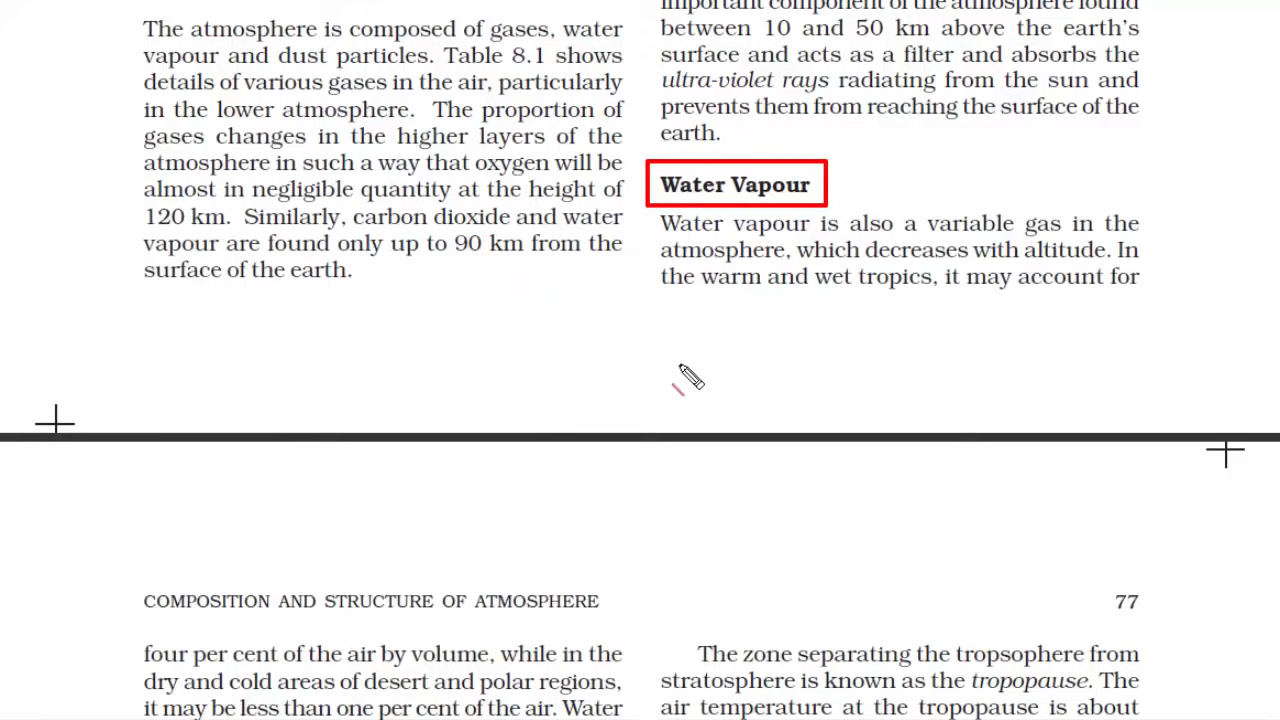 The atmosphere is composed of gases, water
vapour and dust particles. Table 8.1 shows
details of various gases in the air, particularly
in the lower atmosphere. The proportion of
gases changes in the higher layers of the
atmosphere in such a way that oxygen will be
almost in negligible quantity at the height of
120 km. Similarly, carbon dioxide and water
vapour are found only up to 90 km from the
surface of the earth.
important component of the atmosphere found
between 10 and 50 km above the earth's
surface and acts as a filter and absorbs the
ultra-violet rays radiating from the sun and
prevents them from reaching the surface of the
earth.
Water Vapour
Water vapour is also a variable gas in the
atmosphere, which decreases with altitude. In
the warm and wet tropics, it may account for
COMPOSITION AND STRUCTURE OF ATMOSPHERE
77
four per cent of the air by volume, while in the
dry and cold areas of desert and polar regions,
it may be less than one per cent of the air. Water
The zone separating the tropsophere from
stratosphere is known as the tropopause. The
air temperature at the tropopause is about